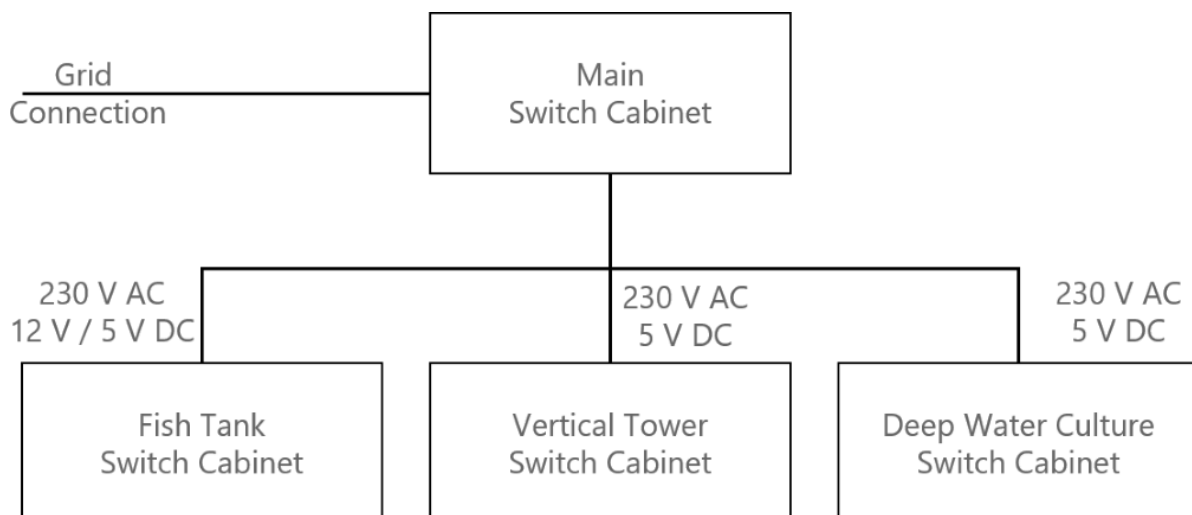 Grid
Connection
Main
Switch Cabinet
230 V AC
12 V / 5 V DC
230 V AC
5 V DC
230 V AC
5 V DC
Fish Tank
Switch Cabinet
Vertical Tower
Switch Cabinet
Deep Water Culture
Switch Cabinet